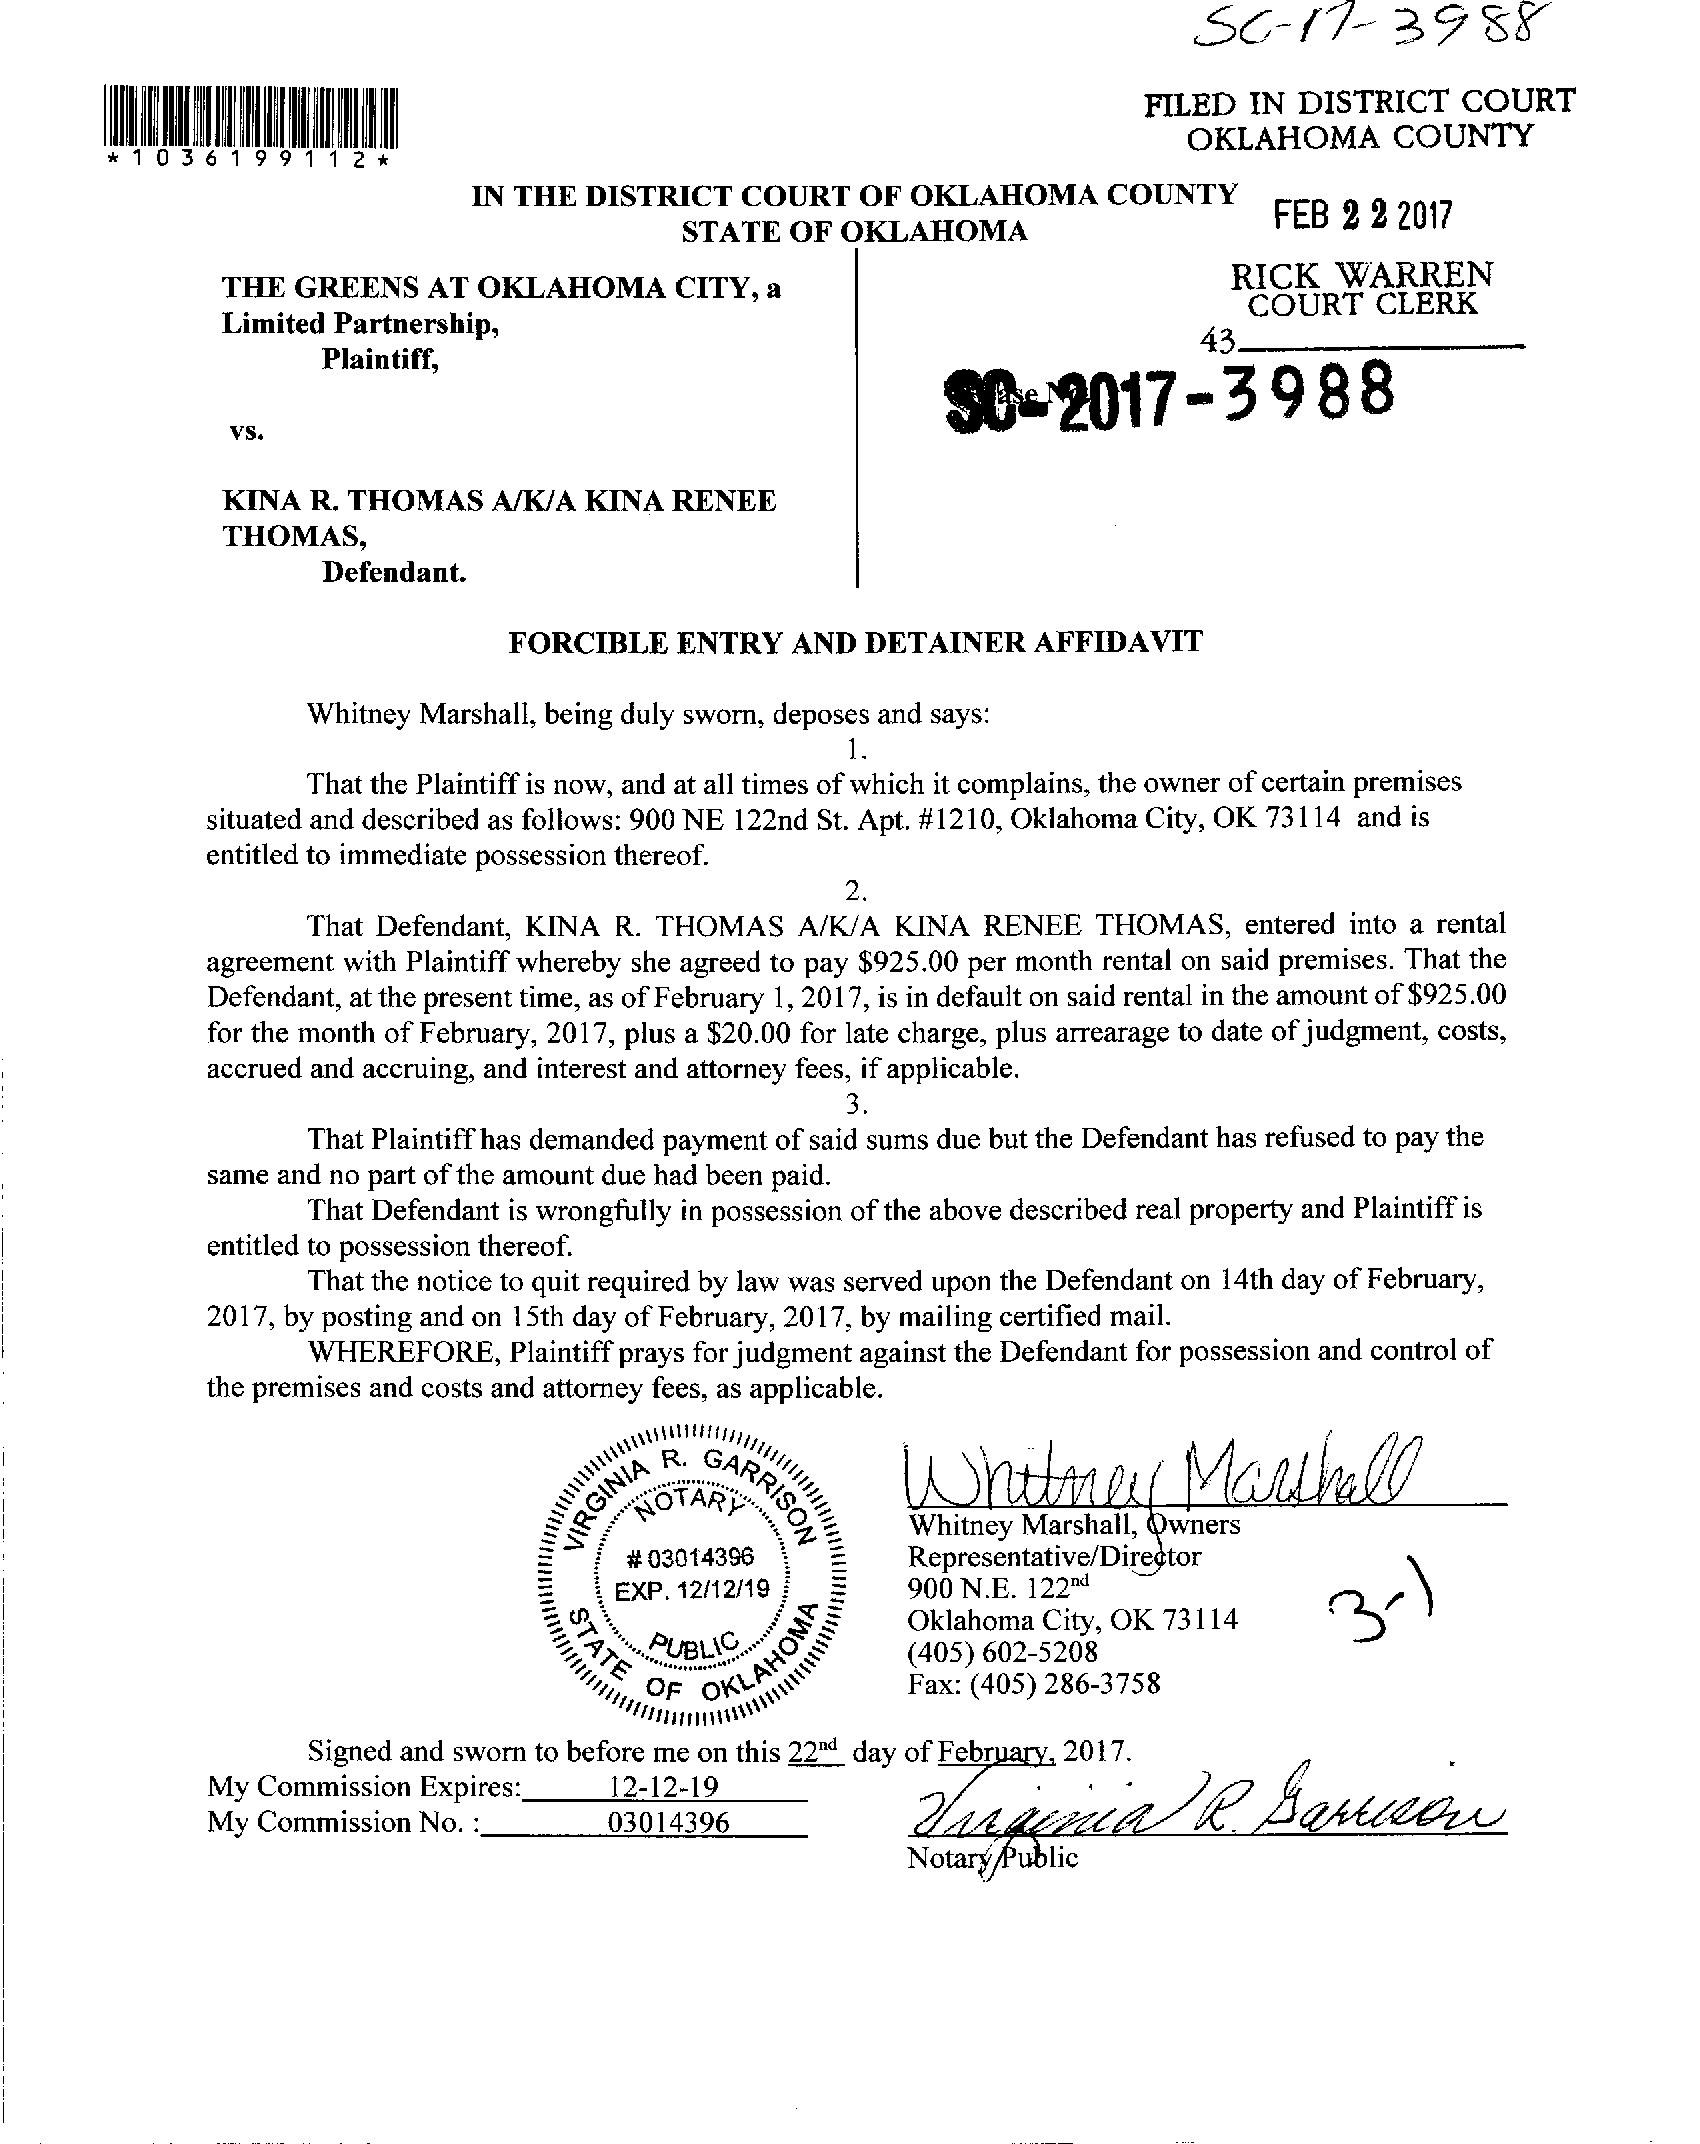 SC-17-3988
*1036199112*
FILED IN DISTRICT COURT
OKLAHOMA COUNTY
IN THE DISTRICT COURT OF OKLAHOMA COUNTY
STATE OF OKLAHOMA
FEB 2 2 2017
RICK WARREN
COURT CLERK
43
THE GREENS AT OKLAHOMA CITY, a
Limited Partnership,
Plaintiff,
SC-2017-3988
vs.
KINA R. THOMAS A/K/A KINA RENEE
THOMAS,
Defendant.
FORCIBLE ENTRY AND DETAINER AFFIDAVIT
Whitney Marshall, being duly sworn, deposes and says:
1.
That the Plaintiff is now, and at all times of which it complains, the owner of certain premises
situated and described as follows: 900 NE 122nd St. Apt. #1210, Oklahoma City, OK 73114 and is
entitled to immediate possession thereof.
2.
That Defendant, KINA R. THOMAS A/K/A KINA RENEE THOMAS, entered into a rental
agreement with Plaintiff whereby she agreed to pay $925.00 per month rental on said premises. That the
Defendant, at the present time, as of February 1, 2017, is in default on said rental in the amount of $925.00
for the month of February, 2017, plus a $20.00 for late charge, plus arrearage to date of judgment, costs,
accrued and accruing, and interest and attorney fees, if applicable.
3.
That Plaintiff has demanded payment of said sums due but the Defendant has refused to pay the
same and no part of the amount due had been paid.
That Defendant is wrongfully in possession of the above described real property and Plaintiff is
entitled to possession thereof.
That the notice to quit required by law was served upon the Defendant on 14th day of February,
2017, by posting and on 15th day of February, 2017, by mailing certified mail.
WHEREFORE, Plaintiff prays for judgment against the Defendant for possession and control of
the premises and costs and attorney fees, as applicable.
VIRGINIA R. GARRISON
NOTARY
# 03014396
EXP. 12/12/19
PUBLIC
STATE OF OKLAHOMA
Whitney Marshall
Whitney Marshall, Owners
Representative/Director
900 N.E. 122nd
Oklahoma City, OK 73114
(405) 602-5208
Fax: (405) 286-3758
3-1
Signed and sworn to before me on this 22nd day of February, 2017.
My Commission Expires: 12-12-19
My Commission No. : 03014396
Virginia R. Garrison
Notary Public